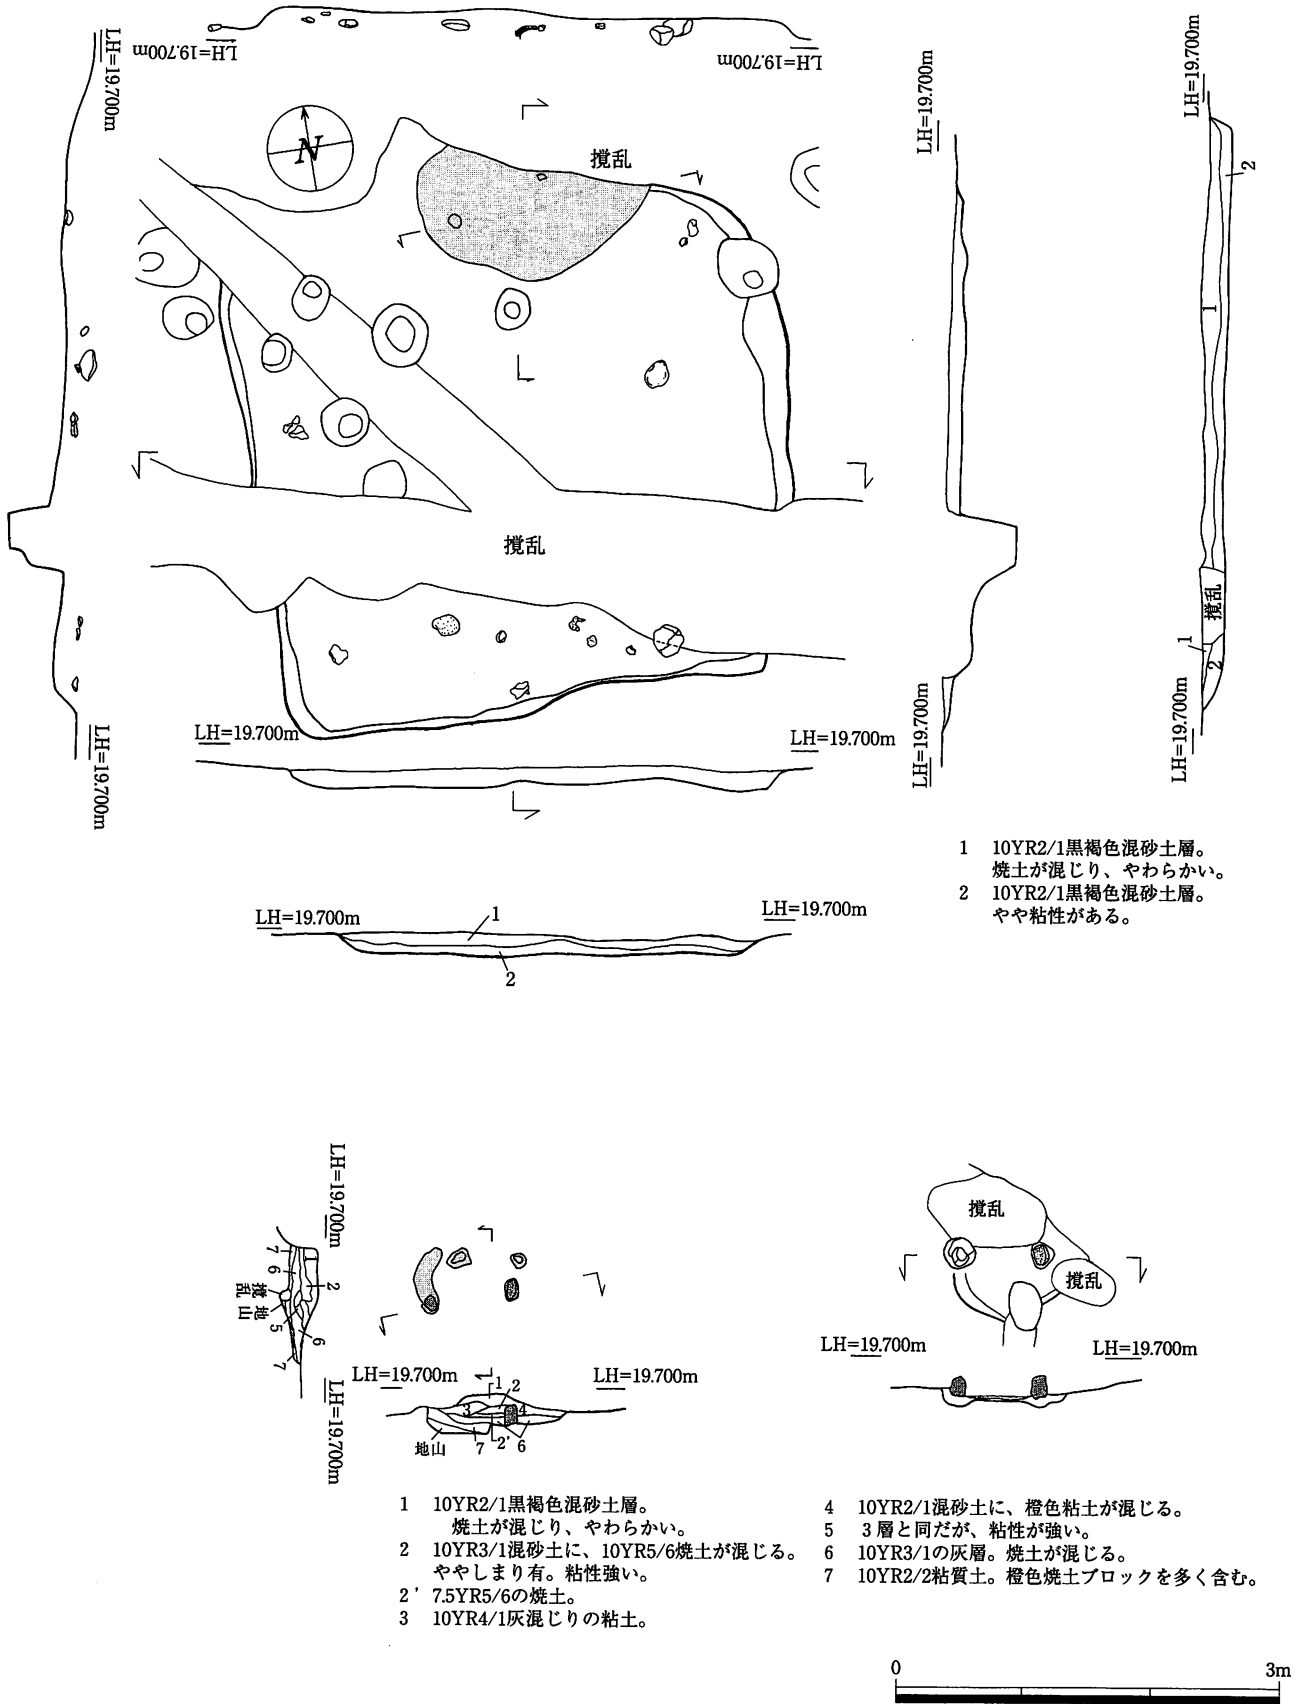 LH=19.700m
LH=19.700m
LH=19.700m
LH=19.700m
LH=19.700m
N
撹乱
2
1
撹乱
撹乱
1
2
LH=19.700m
LH=19.700m
LH=19.700m
LH=19.700m
LH=19.700m
1 10YR2/1黒褐色混砂土層。
焼土が混じり、やわらかい。
2 10YR2/1黒褐色混砂土層。
やや粘性がある。
LH=19.700m
1
LH=19.700m
2
LH=19.700m
7
6
撹乱
地山
5
2
6
7
LH=19.700m
撹乱
撹乱
LH=19.700m
LH=19.700m
LH=19.700m
1
2
LH=19.700m
3
4
地山
7
2'
6
1 10YR2/1黒褐色混砂土層。
焼土が混じり、やわらかい。
2 10YR3/1混砂土に、10YR5/6焼土が混じる。
ややしまり有。粘性強い。
2' 7.5YR5/6の焼土。
3 10YR4/1灰混じりの粘土。
4 10YR2/1混砂土に、橙色粘土が混じる。
5 3層と同だが、粘性が強い。
6 10YR3/1の灰層。焼土が混じる。
7 10YR2/2粘質土。橙色焼土ブロックを多く含む。
0 3m